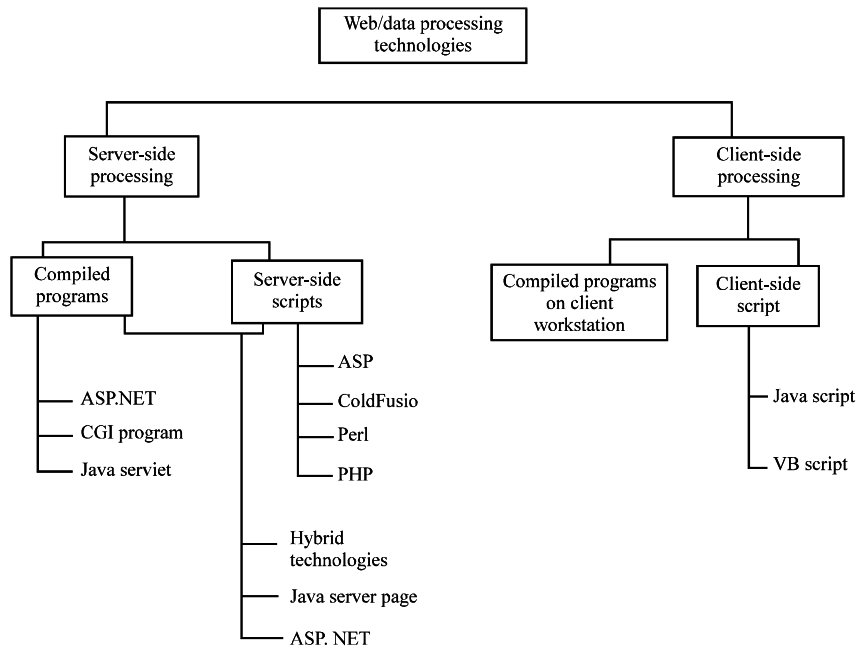 Web/data processing
technologies
Server-side
processing
Client-side
processing
Compiled
programs
Server-side
scripts
Compiled programs
on client
workstation
Client-side
script
ASP.NET
CGI program
Java serviet
ASP
ColdFusio
Perl
PHP
Java script
VB script
Hybrid
technologies
Java server page
ASP. NET